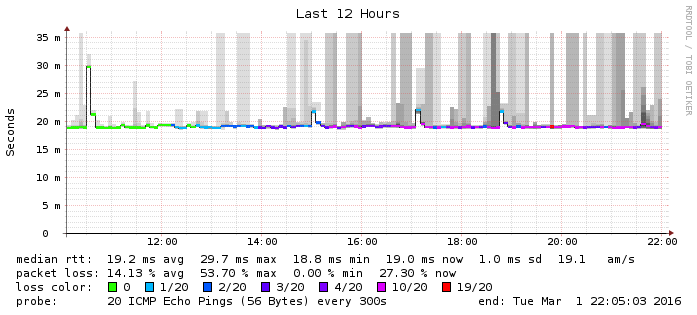 Last 12 Hours
RRDTOOL / TOBI OETIKER
Seconds
35 m
30 m
25 m
20 m
15 m
10 m
5 m
0
12:00 14:00 16:00 18:00 20:00 22:00
median rtt: 19.2 ms avg 29.7 ms max 18.8 ms min 19.0 ms now 1.0 ms sd 19.1 am/s
packet loss: 14.13 % avg 53.70 % max 0.00 % min 27.30 % now
loss color: 0 1/20 2/20 3/20 4/20 10/20 19/20
probe: 20 ICMP Echo Pings (56 Bytes) every 300s end: Tue Mar 1 22:05:03 2016